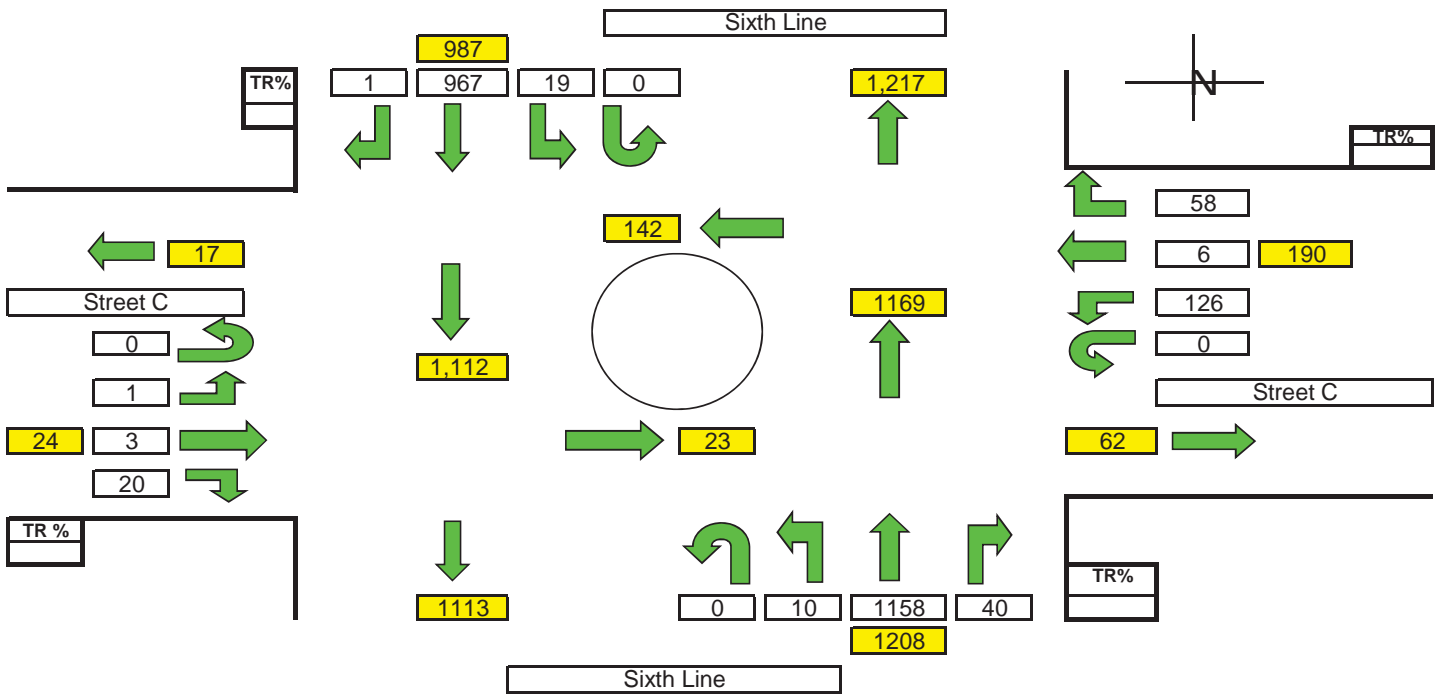 Sixth Line
987
TR%
1 967 19 0 1,217
N
TR%
58
142
17
6 190
Street C
1169
126
0
0
1,112
1
Street C
24 3
23
62
20
TR %
TR%
1113
0 10 1158 40
1208
Sixth Line